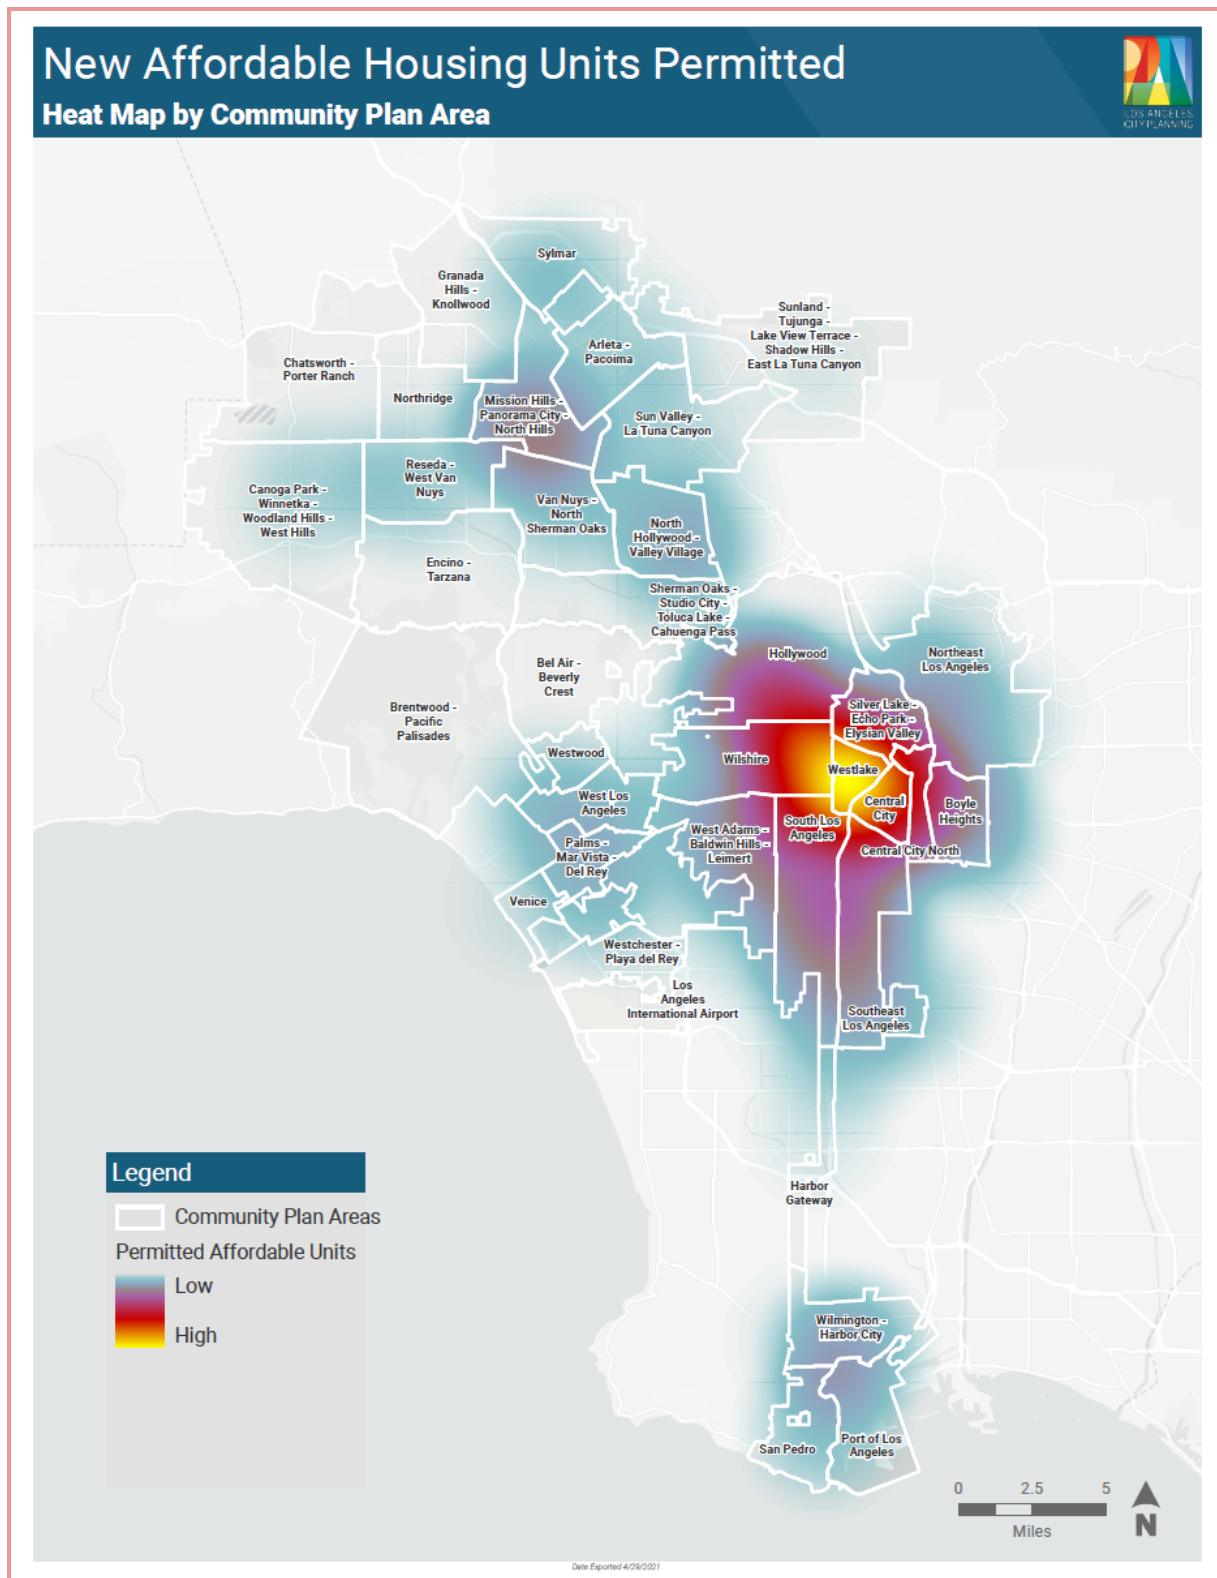 New Affordable Housing Units Permitted
Heat Map by Community Plan Area
LOS ANGELES
CITY PLANNING
Sylmar
Granada
Hills -
Knollwood
Sunland -
Tujunga -
Lake View Terrace -
Shadow Hills -
East La Tuna Canyon
Arleta -
Pacoima
Chatsworth -
Porter Ranch
Northridge
Mission Hills -
Panorama City -
North Hills
Sun Valley -
La Tuna Canyon
Reseda -
West Van
Nuys
Canoga Park -
Winnetka -
Woodland Hills -
West Hills
Van Nuys -
North
Sherman Oaks
North
Hollywood -
Valley Village
Encino -
Tarzana
Sherman Oaks -
Studio City -
Toluca Lake -
Cahuenga Pass
Hollywood
Northeast
Los Angeles
Bel Air -
Beverly
Crest
Brentwood -
Pacific
Palisades
Silver Lake -
Echo Park -
Elysian Valley
Westwood
Wilshire
Westlake
West Los
Angeles
Central
City
Boyle
Heights
South Los
Angeles
West Adams -
Baldwin Hills -
Leimert
Palms -
Mar Vista -
Del Rey
Central City North
Venice
Westchester -
Playa del Rey
Los
Angeles
International Airport
Southeast
Los Angeles
Harbor
Gateway
Wilmington -
Harbor City
San Pedro
Port of Los
Angeles
Legend
Community Plan Areas
Permitted Affordable Units
Low
High
0 2.5 5
Miles
N
Date Exported 4/29/2021